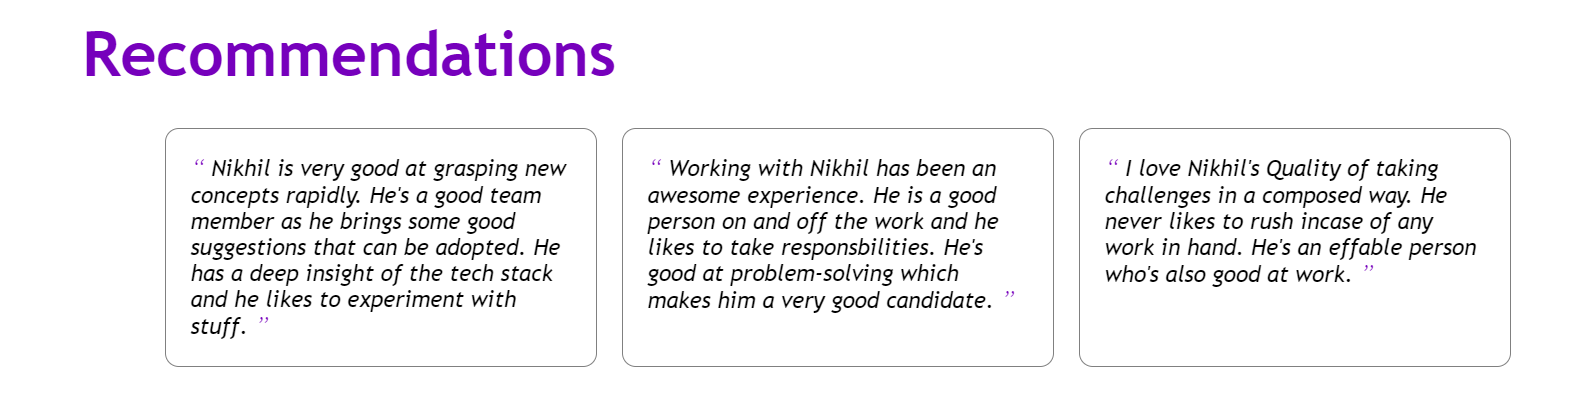 Recommendations
“ Nikhil is very good at grasping new
concepts rapidly. He's a good team
member as he brings some good
suggestions that can be adopted. He
has a deep insight of the tech stack
and he likes to experiment with
stuff. ”
“ Working with Nikhil has been an
awesome experience. He is a good
person on and off the work and he
likes to take responsbilities. He's
good at problem-solving which
makes him a very good candidate. ”
“ I love Nikhil's Quality of taking
challenges in a composed way. He
never likes to rush incase of any
work in hand. He's an effable person
who's also good at work. ”